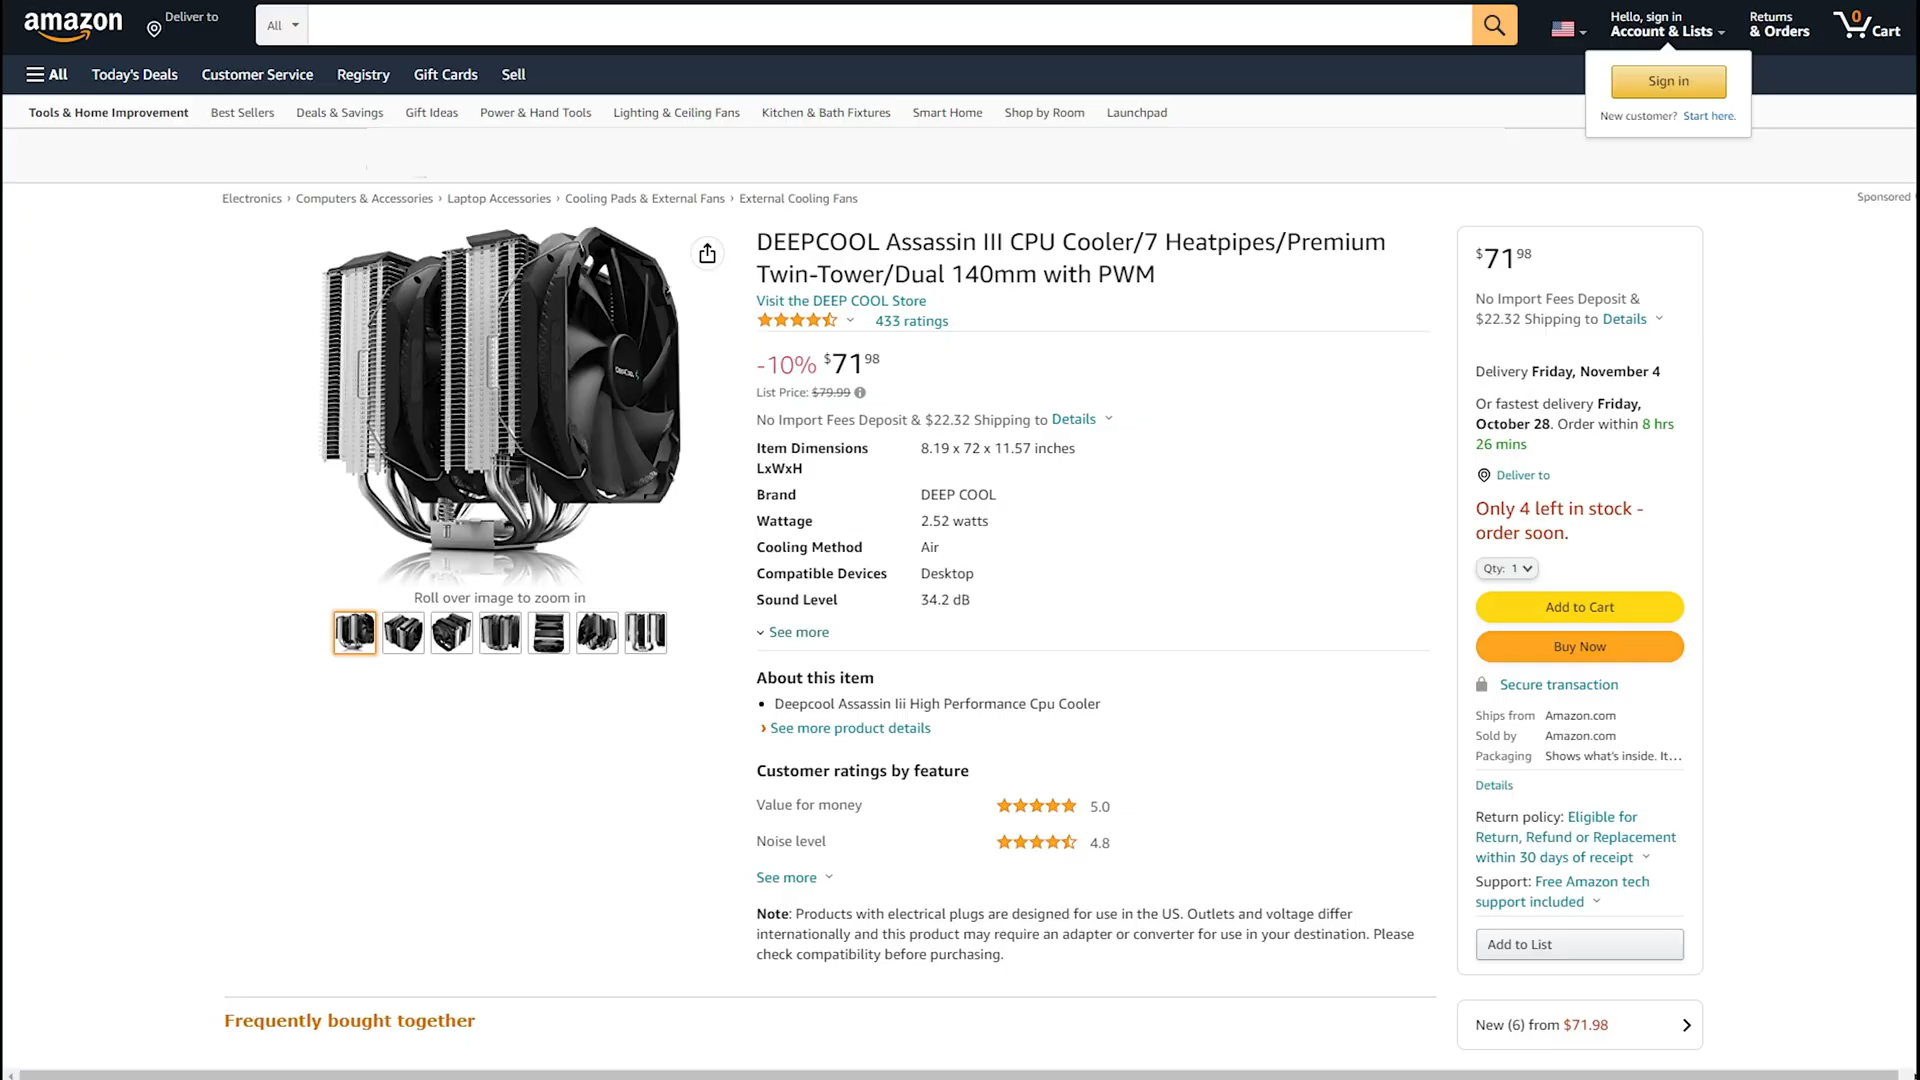 amazon
Deliver to
All
Hello, sign in
Account & Lists
Returns
& Orders
0
Cart
All
Today's Deals
Customer Service
Registry
Gift Cards
Sell
Sign in
New customer? Start here.
Tools & Home Improvement
Best Sellers
Deals & Savings
Gift Ideas
Power & Hand Tools
Lighting & Ceiling Fans
Kitchen & Bath Fixtures
Smart Home
Shop by Room
Launchpad
Electronics › Computers & Accessories › Laptop Accessories › Cooling Pads & External Fans › External Cooling Fans
Sponsored
DEEPCOOL
Roll over image to zoom in
DEEPCOOL Assassin III CPU Cooler/7 Heatpipes/Premium
Twin-Tower/Dual 140mm with PWM
Visit the DEEP COOL Store
433 ratings
-10% $7198
List Price: $79.99
No Import Fees Deposit & $22.32 Shipping to Details
Item Dimensions 8.19 x 72 x 11.57 inches
LxWxH
Brand DEEP COOL
Wattage 2.52 watts
Cooling Method Air
Compatible Devices Desktop
Sound Level 34.2 dB
See more
About this item
• Deepcool Assassin Iii High Performance Cpu Cooler
› See more product details
Customer ratings by feature
Value for money 5.0
Noise level 4.8
See more
Note: Products with electrical plugs are designed for use in the US. Outlets and voltage differ
internationally and this product may require an adapter or converter for use in your destination. Please
check compatibility before purchasing.
$7198
No Import Fees Deposit &
$22.32 Shipping to Details
Delivery Friday, November 4
Or fastest delivery Friday,
October 28. Order within 8 hrs
26 mins
Deliver to
Only 4 left in stock -
order soon.
Qty: 1
Add to Cart
Buy Now
Secure transaction
Ships from Amazon.com
Sold by Amazon.com
Packaging Shows what's inside. It…
Details
Return policy: Eligible for
Return, Refund or Replacement
within 30 days of receipt
Support: Free Amazon tech
support included
Add to List
New (6) from $71.98
Frequently bought together